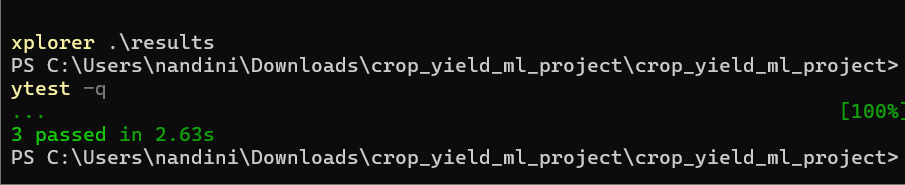 xplorer .\results
PS C:\Users\nandini\Downloads\crop_yield_ml_project\crop_yield_ml_project>
ytest -q
... [100%]
3 passed in 2.63s
PS C:\Users\nandini\Downloads\crop_yield_ml_project\crop_yield_ml_project>